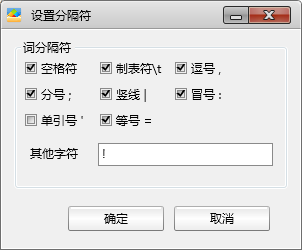 设置分隔符
词分隔符
空格符 制表符\t 逗号 ,
分号 ; 竖线 | 冒号 :
单引号 ' 等号 =
其他字符 !
确定 取消